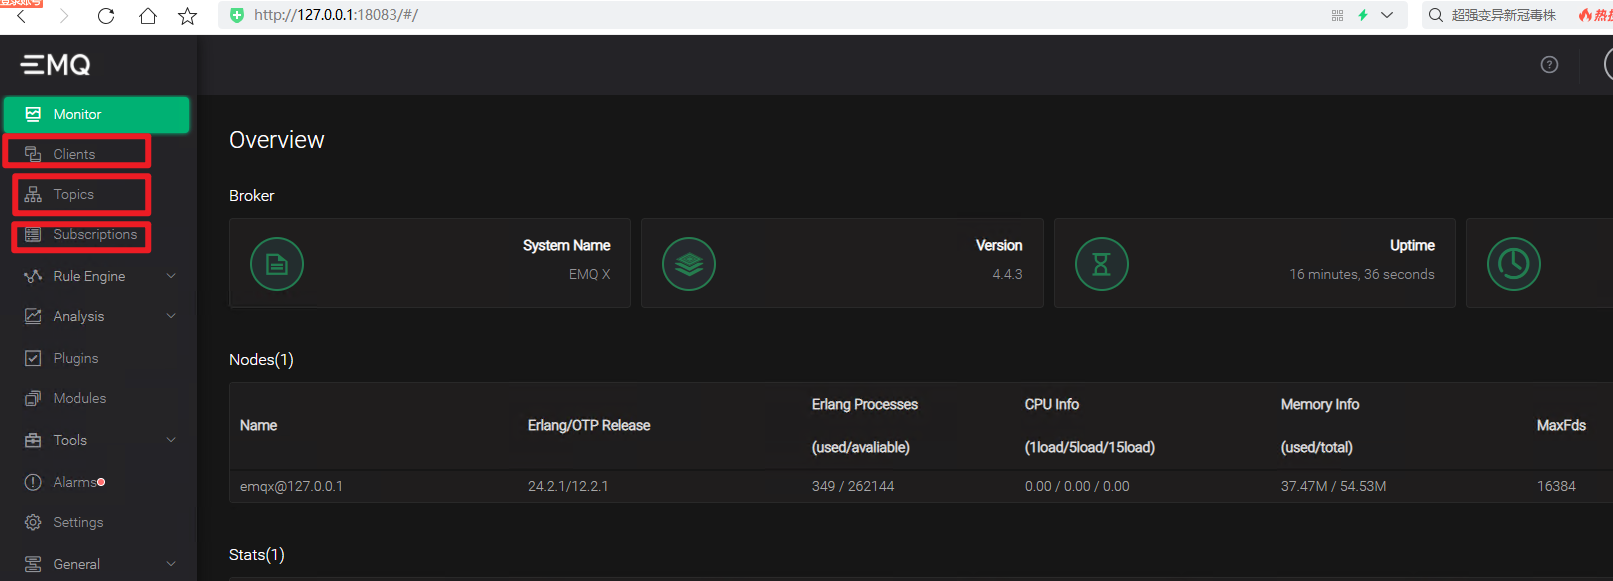 登录账号
http://127.0.0.1:18083/#/
超强变异新冠毒株
EMQ
Monitor
Clients
Topics
Subscriptions
Rule Engine
Analysis
Plugins
Modules
Tools
Alarms
Settings
General
Overview
Broker
System Name
EMQ X
Version
4.4.3
Uptime
16 minutes, 36 seconds
Nodes(1)
Name
Erlang/OTP Release
Erlang Processes
(used/avaliable)
CPU Info
(1load/5load/15load)
Memory Info
(used/total)
MaxFds
emqx@127.0.0.1
24.2.1/12.2.1
349 / 262144
0.00 / 0.00 / 0.00
37.47M / 54.53M
16384
Stats(1)